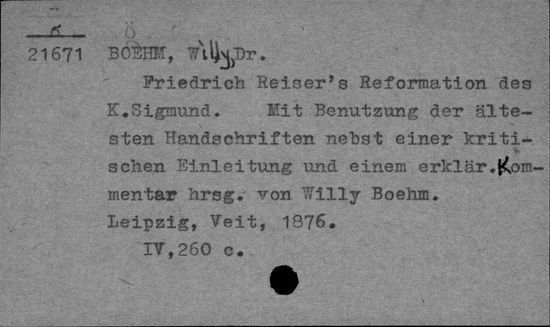 б Ö
21671 BOEHM, Willy, Dr.
Friedrich Reiser's Reformation des
K.Sigmund. Mit Benutzung der älte-
sten Handschriften nebst einer kriti-
schen Einleitung und einem erklär.Kom-
mentar hrsg. von Willy Boehm.
Leipzig, Veit, 1876.
IV,260 c.